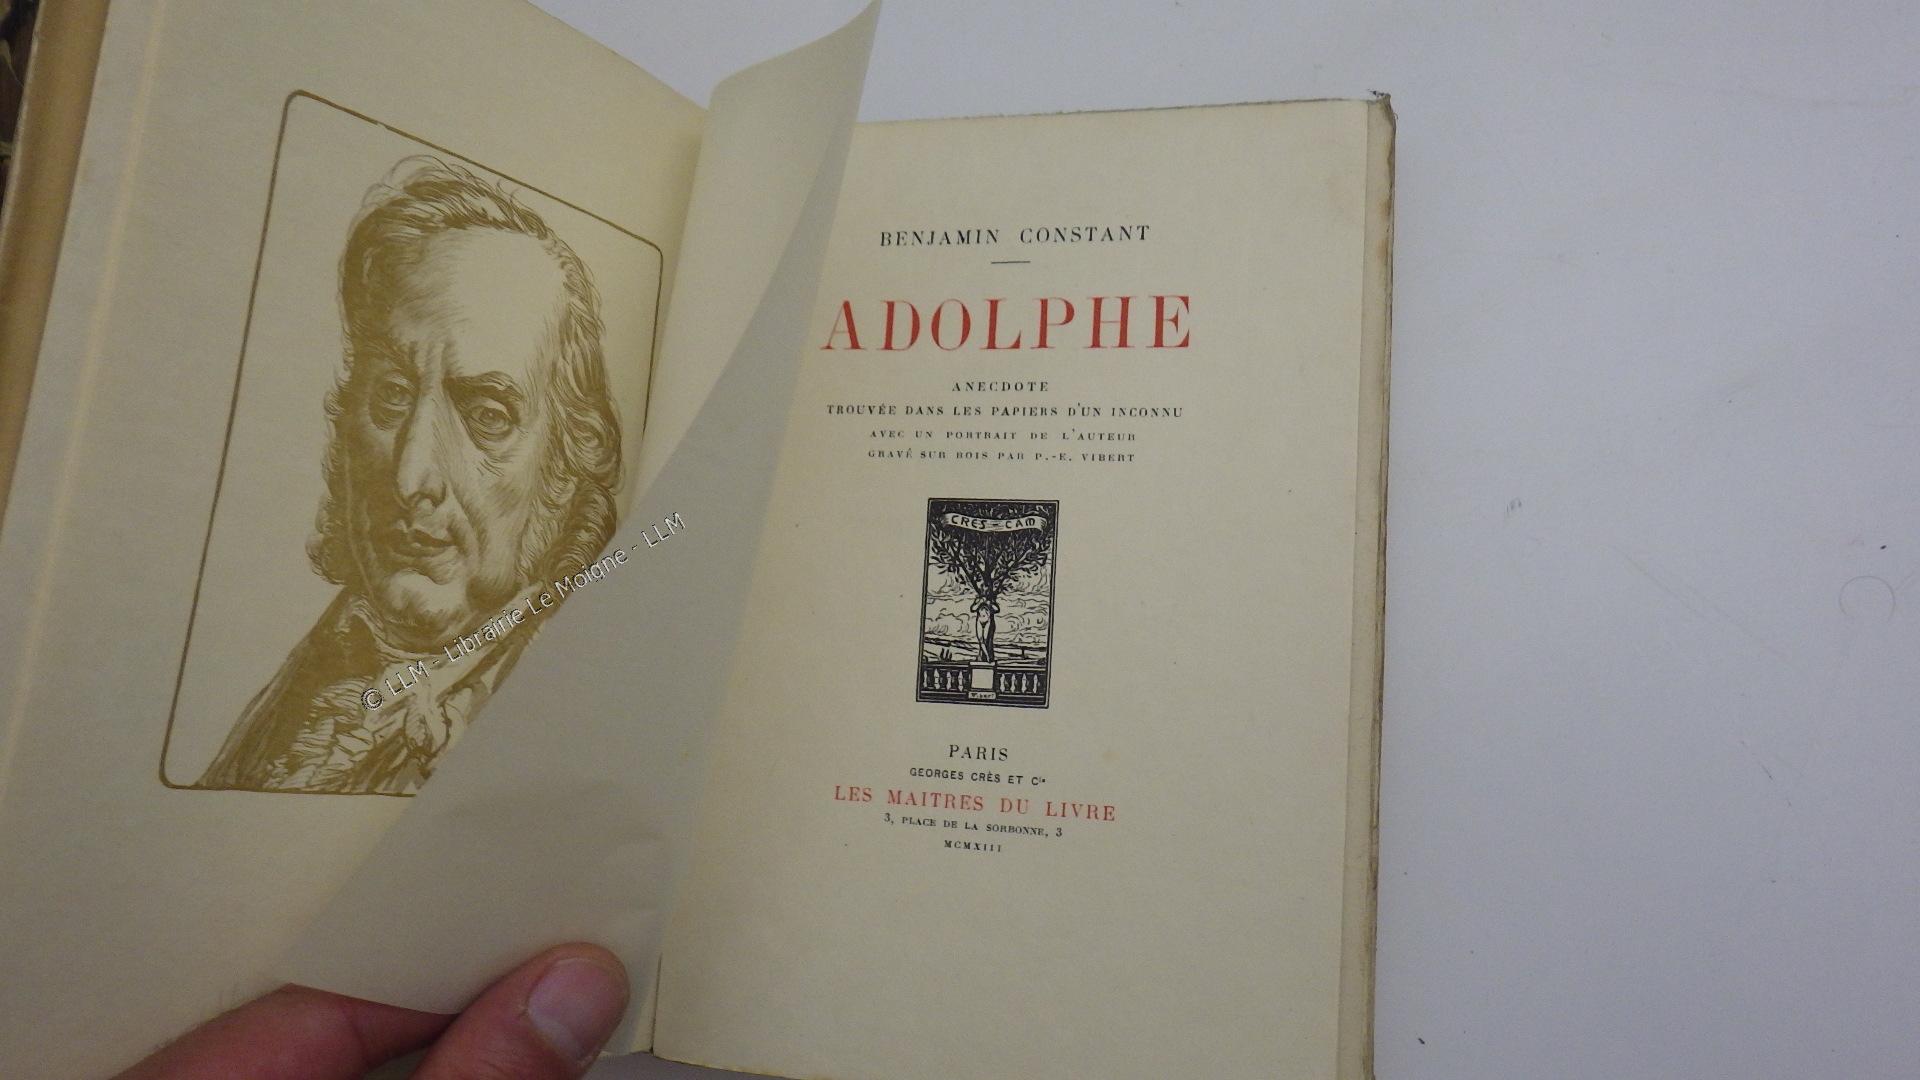 BENJAMIN CONSTANT
ADOLPHE
ANECDOTE
TROUVÉE DANS LES PAPIERS D'UN INCONNU
AVEC UN PORTRAIT DE L'AUTEUR
GRAVÉ SUR BOIS PAR P.-E. VIBERT
CRES-CAM
Vibert
PARIS
GEORGES CRÈS ET Cie
LES MAITRES DU LIVRE
3, PLACE DE LA SORBONNE, 3
MCMXIII
© LLM - Librairie Le Moigne - LLM